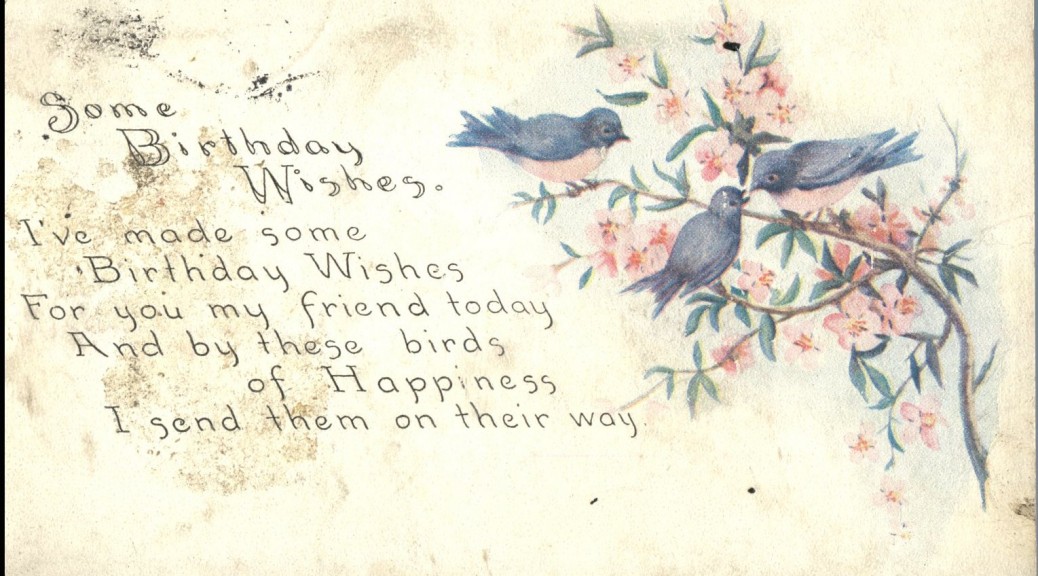 Some
Birthday
Wishes.
I've made some
Birthday Wishes
For you my friend today
And by these birds
of Happiness
I send them on their way.